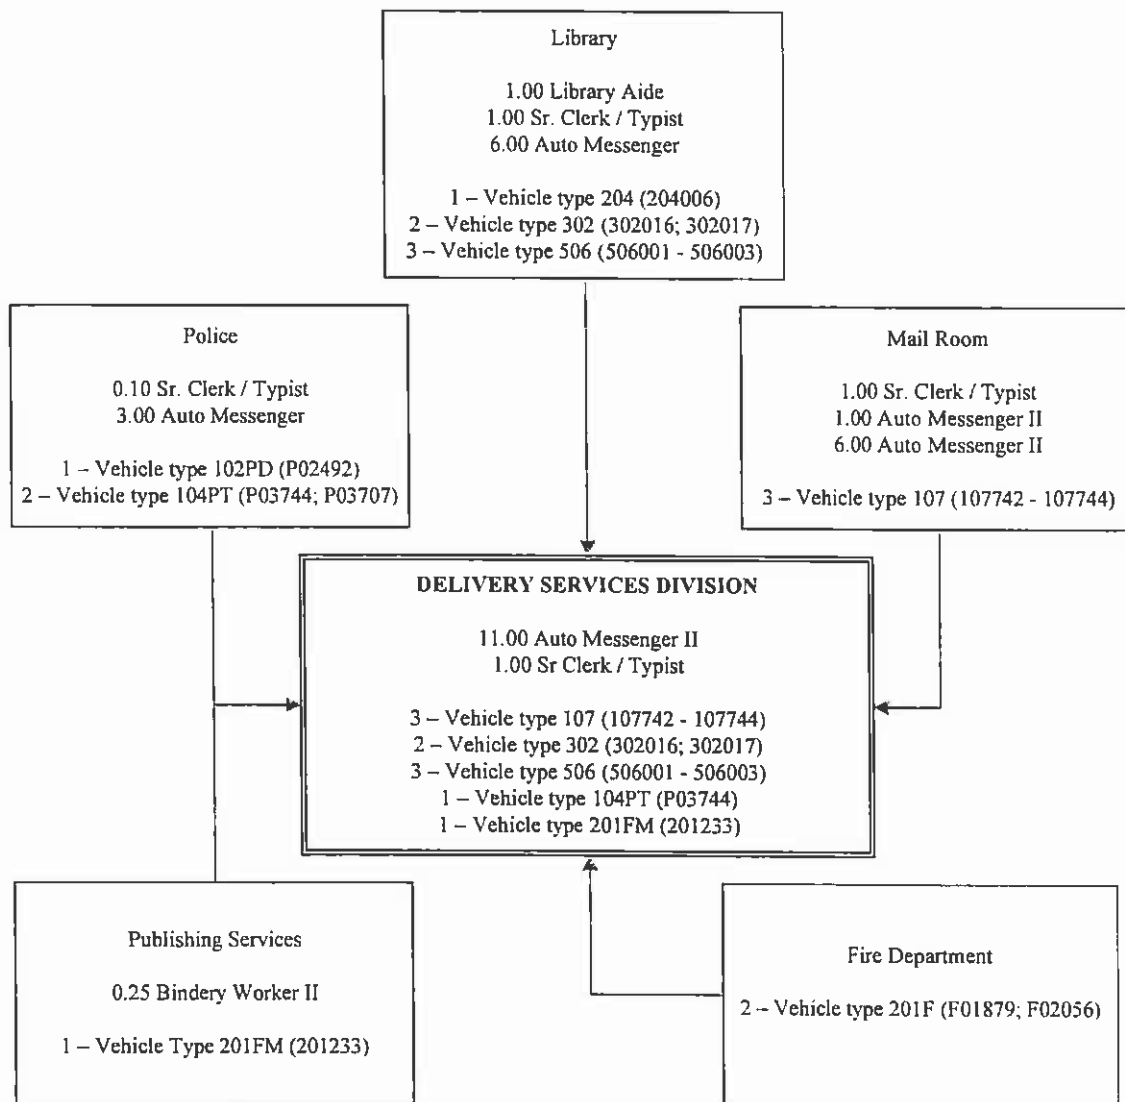 Library
1.00 Library Aide
1.00 Sr. Clerk / Typist
6.00 Auto Messenger
1 – Vehicle type 204 (204006)
2 – Vehicle type 302 (302016; 302017)
3 – Vehicle type 506 (506001 - 506003)
Police
0.10 Sr. Clerk / Typist
3.00 Auto Messenger
1 – Vehicle type 102PD (P02492)
2 – Vehicle type 104PT (P03744; P03707)
Mail Room
1.00 Sr. Clerk / Typist
1.00 Auto Messenger II
6.00 Auto Messenger II
3 – Vehicle type 107 (107742 - 107744)
DELIVERY SERVICES DIVISION
11.00 Auto Messenger II
1.00 Sr Clerk / Typist
3 – Vehicle type 107 (107742 - 107744)
2 – Vehicle type 302 (302016; 302017)
3 – Vehicle type 506 (506001 - 506003)
1 – Vehicle type 104PT (P03744)
1 – Vehicle type 201FM (201233)
Publishing Services
0.25 Bindery Worker II
1 – Vehicle Type 201FM (201233)
Fire Department
2 – Vehicle type 201F (F01879; F02056)